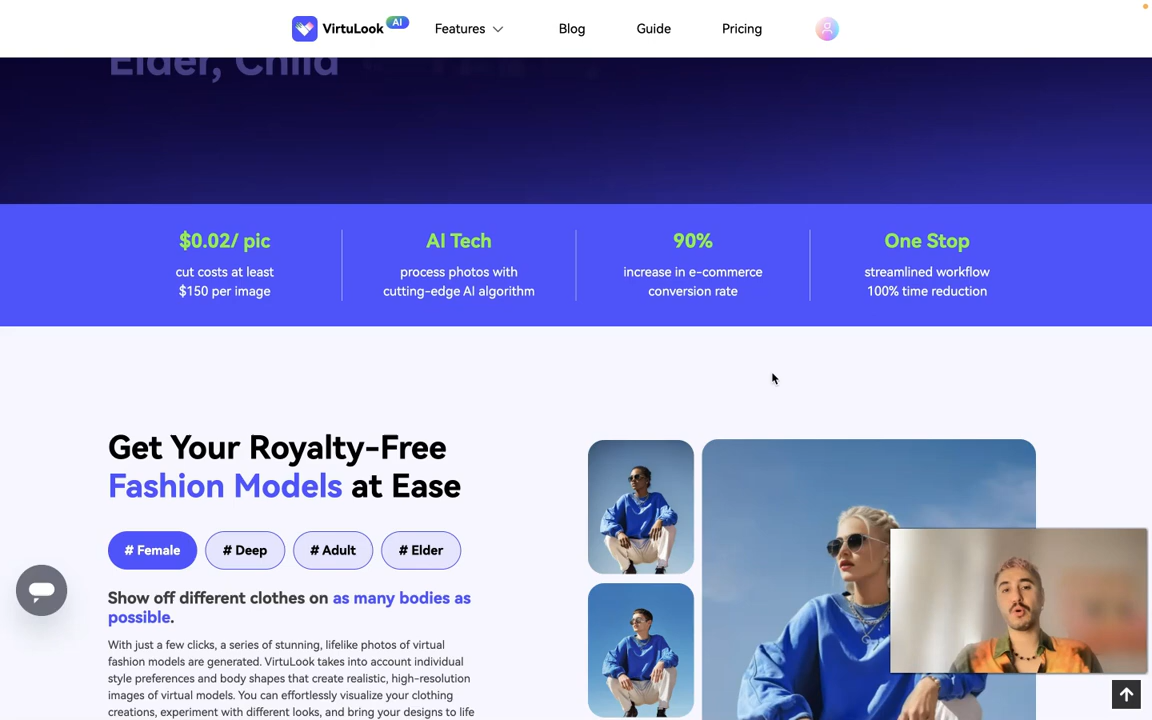 VirtuLook AI
Features
Blog
Guide
Pricing
Elder, Child
$0.02/ pic
cut costs at least
$150 per image
AI Tech
process photos with
cutting-edge AI algorithm
90%
increase in e-commerce
conversion rate
One Stop
streamlined workflow
100% time reduction
Get Your Royalty-Free
Fashion Models at Ease
# Female
# Deep
# Adult
# Elder
Show off different clothes on as many bodies as
possible.
With just a few clicks, a series of stunning, lifelike photos of virtual
fashion models are generated. VirtuLook takes into account individual
style preferences and body shapes that create realistic, high-resolution
images of virtual models. You can effortlessly visualize your clothing
creations, experiment with different looks, and bring your designs to life